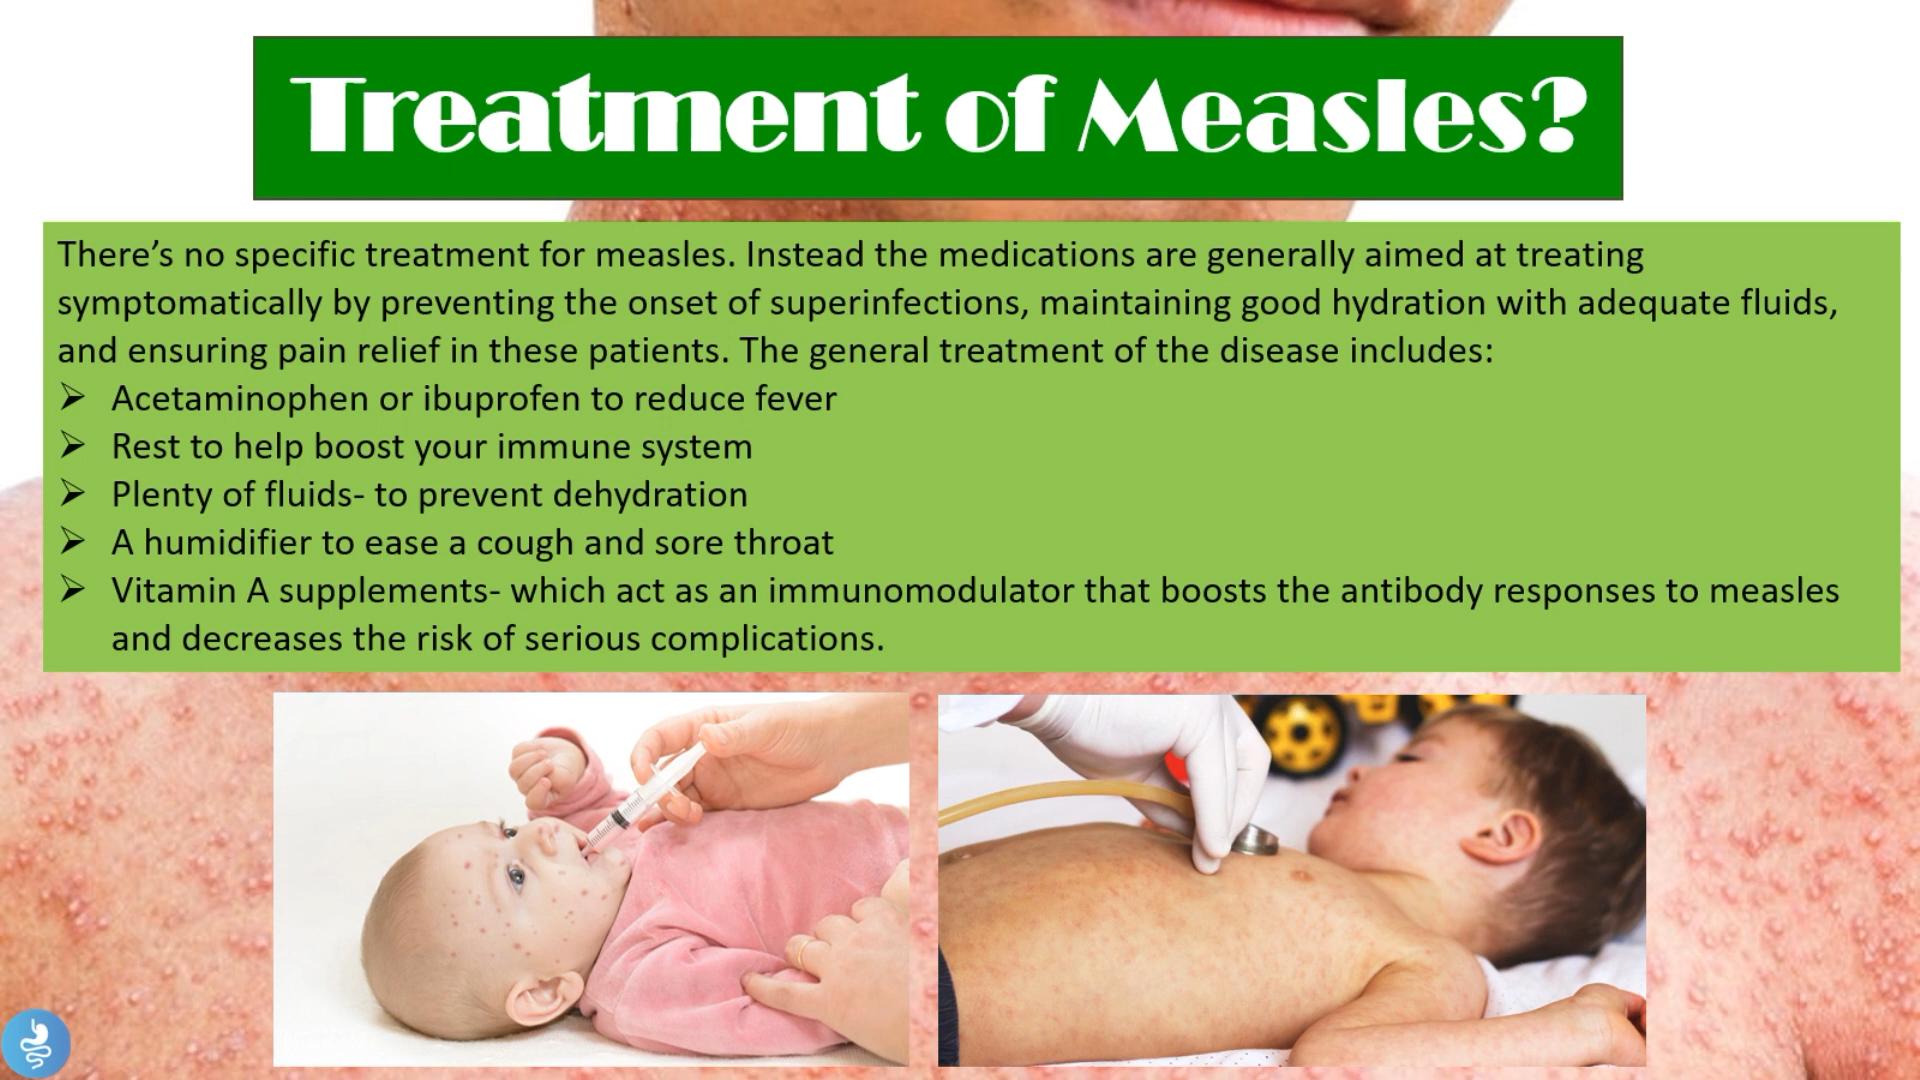 Treatment of Measles?
There’s no specific treatment for measles. Instead the medications are generally aimed at treating
symptomatically by preventing the onset of superinfections, maintaining good hydration with adequate fluids,
and ensuring pain relief in these patients. The general treatment of the disease includes:
➢ Acetaminophen or ibuprofen to reduce fever
➢ Rest to help boost your immune system
➢ Plenty of fluids- to prevent dehydration
➢ A humidifier to ease a cough and sore throat
➢ Vitamin A supplements- which act as an immunomodulator that boosts the antibody responses to measles
and decreases the risk of serious complications.